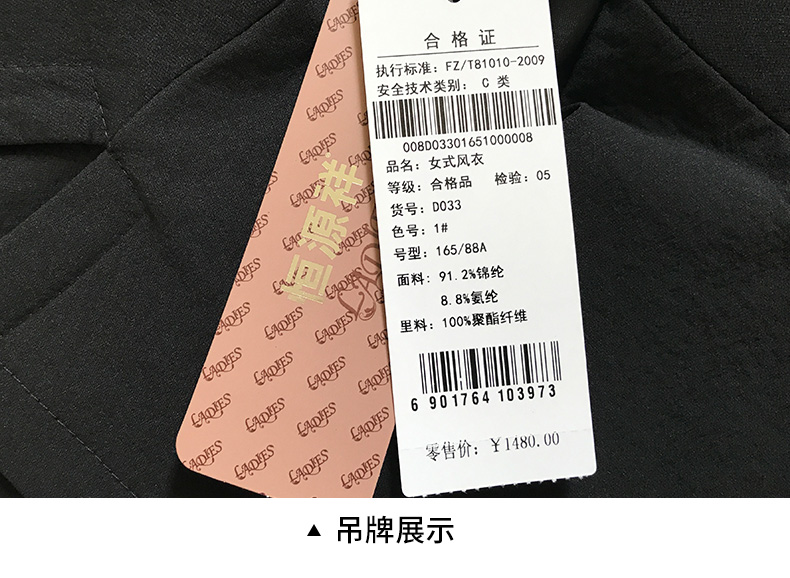 合格证
执行标准：FZ/T81010-2009
安全技术类别： C 类
008D03301651000008
品名：女式风衣
等级：合格品 检验：05
货号：D033
色号：1#
号型：165/88A
面料：91.2%锦纶
8.8%氨纶
里料：100%聚酯纤维
6 901764 103973
零售价：￥1480.00
恒源祥
LADIES
▲ 吊牌展示